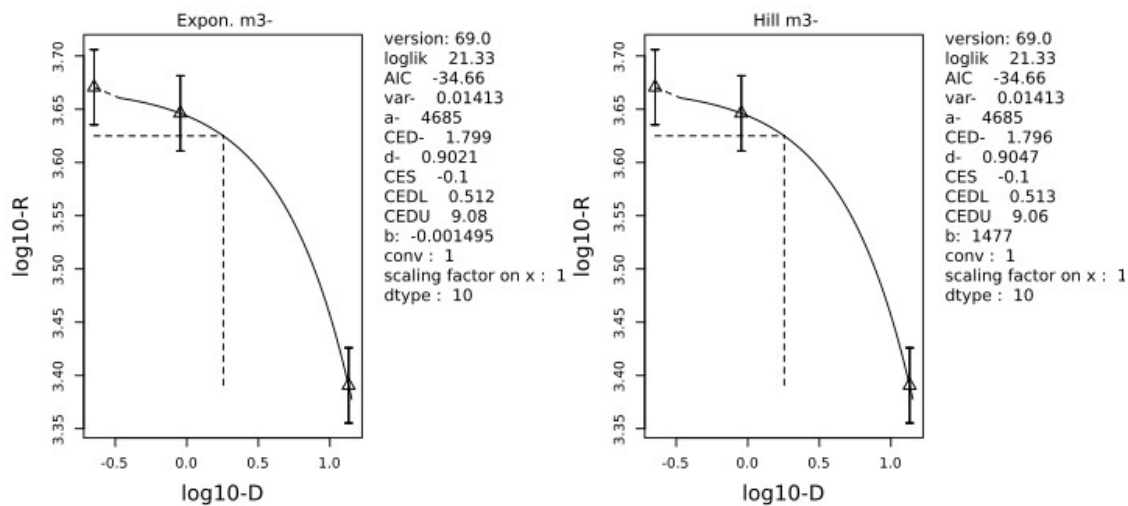 Expon. m3-
version: 69.0
loglik 21.33
AIC -34.66
var- 0.01413
a- 4685
CED- 1.799
d- 0.9021
CES -0.1
CEDL 0.512
CEDU 9.08
b: -0.001495
conv : 1
scaling factor on x : 1
dtype : 10
log10-R
3.70
3.65
3.60
3.55
3.50
3.45
3.40
3.35
-0.5 0.0 0.5 1.0
log10-D
Hill m3-
version: 69.0
loglik 21.33
AIC -34.66
var- 0.01413
a- 4685
CED- 1.796
d- 0.9047
CES -0.1
CEDL 0.513
CEDU 9.06
b: 1477
conv : 1
scaling factor on x : 1
dtype : 10
log10-R
3.70
3.65
3.60
3.55
3.50
3.45
3.40
3.35
-0.5 0.0 0.5 1.0
log10-D